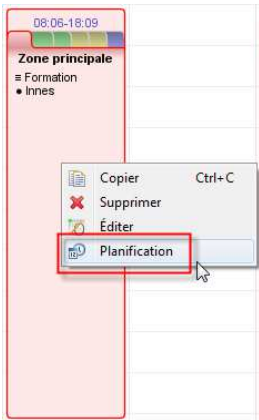 08:06-18:09
Zone principale
≡ Formation
● Innes
Copier Ctrl+C
Supprimer
Éditer
Planification